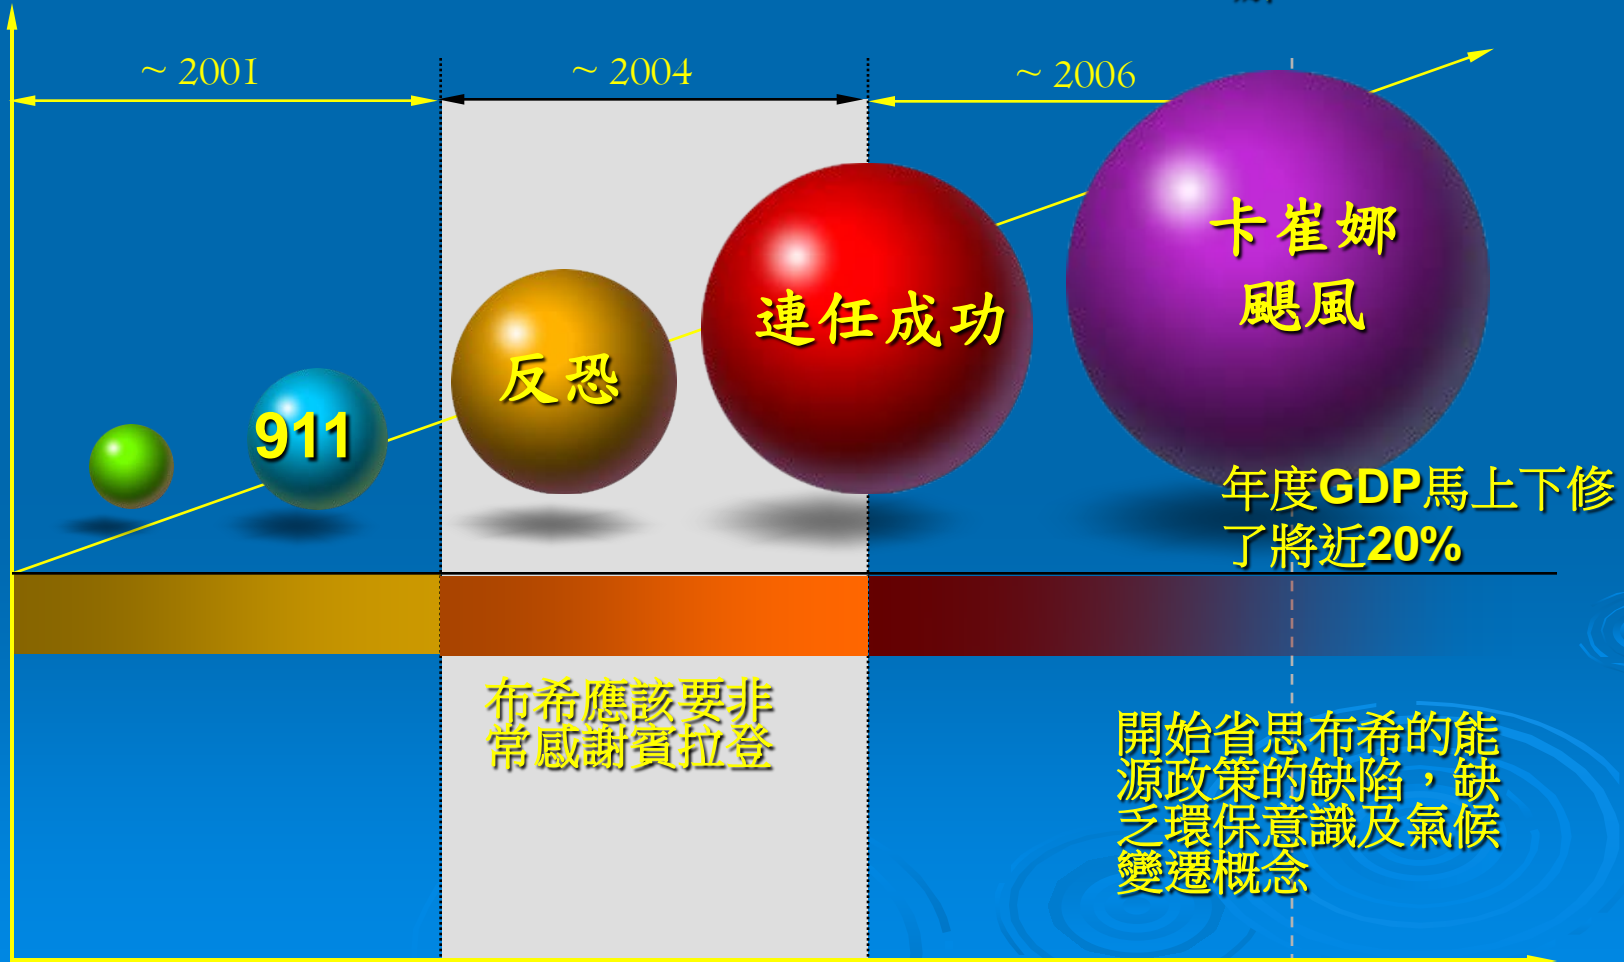 ~ 2001
~ 2004
~ 2006
911
反恐
連任成功
卡崔娜
颶風
年度GDP馬上下修
了將近20%
布希應該要非
常感謝賓拉登
開始省思布希的能
源政策的缺陷，缺
乏環保意識及氣候
變遷概念